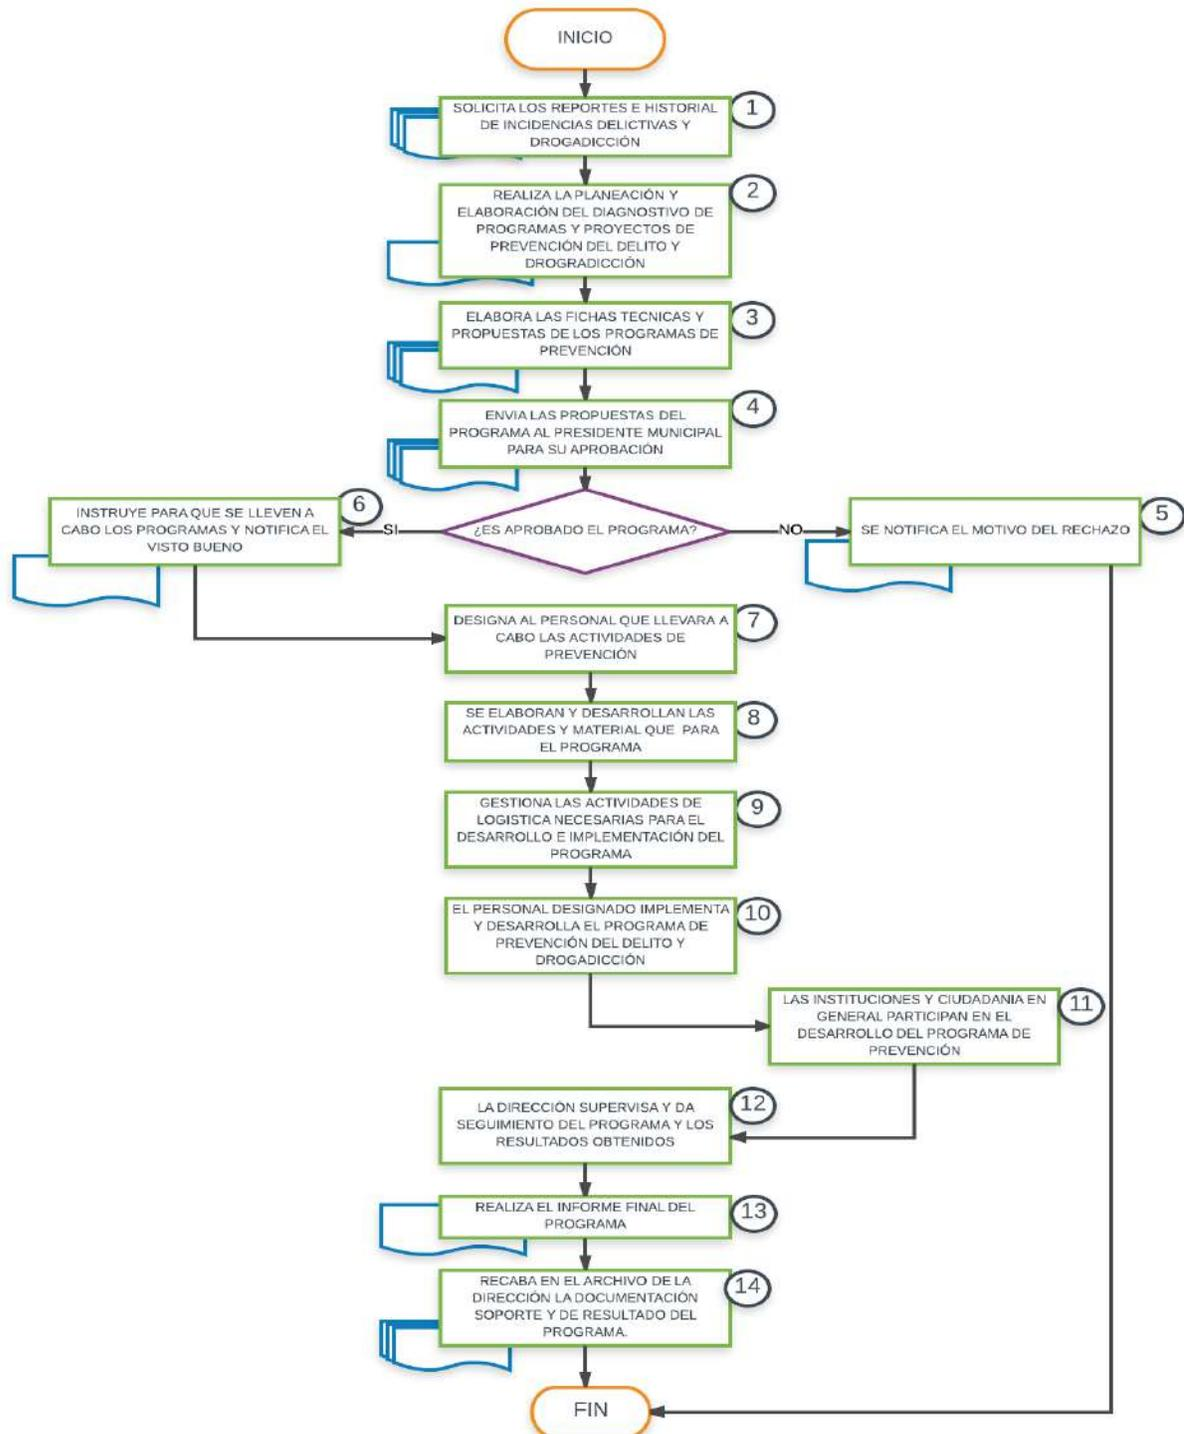 INICIO
1
SOLICITA LOS REPORTES E HISTORIAL
DE INCIDENCIAS DELICTIVAS Y
DROGADICCIÓN
2
REALIZA LA PLANEACIÓN Y
ELABORACIÓN DEL DIAGNOSTIVO DE
PROGRAMAS Y PROYECTOS DE
PREVENCIÓN DEL DELITO Y
DROGRADICCIÓN
3
ELABORA LAS FICHAS TECNICAS Y
PROPUESTAS DE LOS PROGRAMAS DE
PREVENCIÓN
4
ENVIA LAS PROPUESTAS DEL
PROGRAMA AL PRESIDENTE MUNICIPAL
PARA SU APROBACIÓN
¿ES APROBADO EL PROGRAMA?
SI
6
INSTRUYE PARA QUE SE LLEVEN A
CABO LOS PROGRAMAS Y NOTIFICA EL
VISTO BUENO
NO
5
SE NOTIFICA EL MOTIVO DEL RECHAZO
7
DESIGNA AL PERSONAL QUE LLEVARA A
CABO LAS ACTIVIDADES DE
PREVENCIÓN
8
SE ELABORAN Y DESARROLLAN LAS
ACTIVIDADES Y MATERIAL QUE PARA
EL PROGRAMA
9
GESTIONA LAS ACTIVIDADES DE
LOGISTICA NECESARIAS PARA EL
DESARROLLO E IMPLEMENTACIÓN DEL
PROGRAMA
10
EL PERSONAL DESIGNADO IMPLEMENTA
Y DESARROLLA EL PROGRAMA DE
PREVENCIÓN DEL DELITO Y
DROGADICCIÓN
11
LAS INSTITUCIONES Y CIUDADANIA EN
GENERAL PARTICIPAN EN EL
DESARROLLO DEL PROGRAMA DE
PREVENCIÓN
12
LA DIRECCIÓN SUPERVISA Y DA
SEGUIMIENTO DEL PROGRAMA Y LOS
RESULTADOS OBTENIDOS
13
REALIZA EL INFORME FINAL DEL
PROGRAMA
14
RECABA EN EL ARCHIVO DE LA
DIRECCIÓN LA DOCUMENTACIÓN
SOPORTE Y DE RESULTADO DEL
PROGRAMA.
FIN